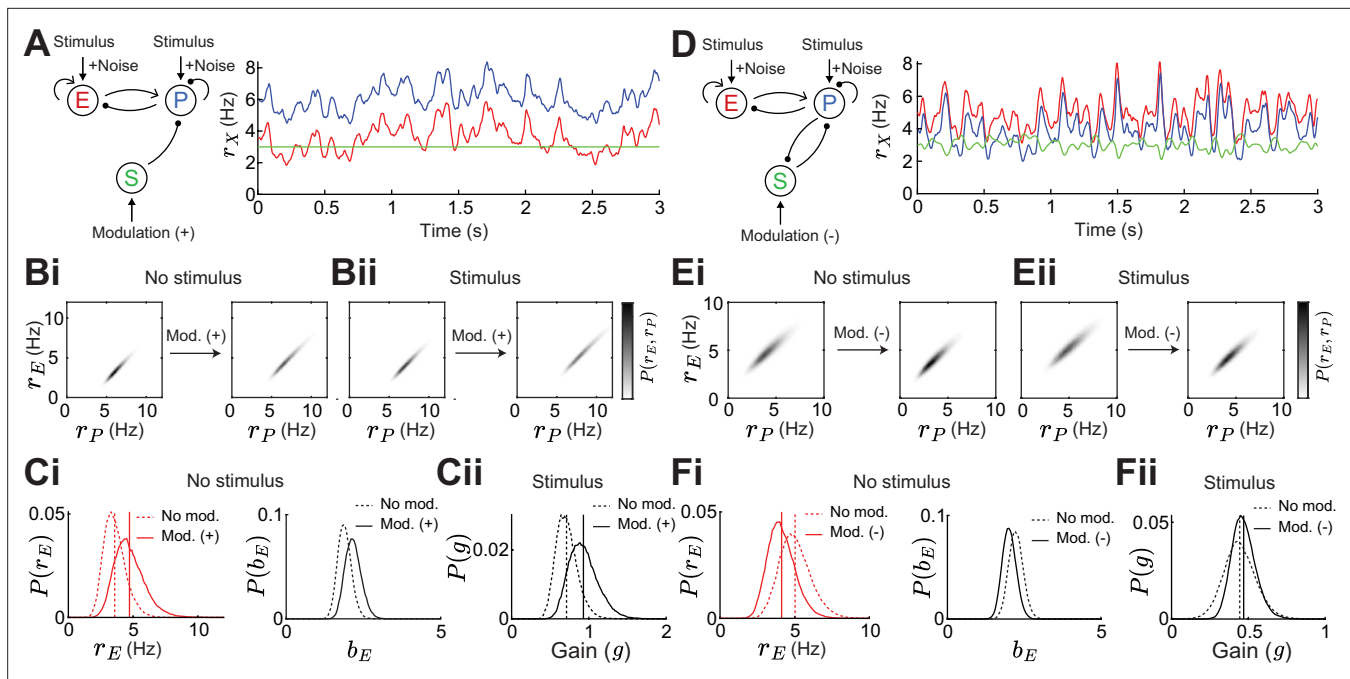 A
Stimulus Stimulus
+Noise +Noise
E P
S
Modulation (+)
r_X (Hz)
8
6
4
2
0
0 0.5 1 1.5 2 2.5 3
Time (s)
D
Stimulus Stimulus
+Noise +Noise
E P
S
Modulation (-)
r_X (Hz)
8
6
4
2
0
0 0.5 1 1.5 2 2.5 3
Time (s)
Bi No stimulus
r_E (Hz)
10
5
0
0 5 10
r_P (Hz)
Mod. (+)
0 5 10
r_P (Hz)
Bii Stimulus
0 5 10
r_P (Hz)
Mod. (+)
0 5 10
r_P (Hz)
P(r_E, r_P)
Ei No stimulus
r_E (Hz)
10
5
0
0 5 10
r_P (Hz)
Mod. (-)
0 5 10
r_P (Hz)
Eii Stimulus
0 5 10
r_P (Hz)
Mod. (-)
0 5 10
r_P (Hz)
P(r_E, r_P)
Ci No stimulus
P(r_E)
0.05
0
0 5 10
r_E (Hz)
No mod.
Mod. (+)
P(b_E)
0.1
0
0 5
b_E
Cii Stimulus
No mod.
Mod. (+)
P(g)
0.02
0
0 1 2
Gain (g)
Fi No stimulus
P(r_E)
0.05
0
0 5 10
r_E (Hz)
No mod.
Mod. (-)
P(b_E)
0.1
0
0 5
b_E
No mod.
Mod. (-)
Fii Stimulus
P(g)
0.05
0
0 0.5 1
Gain (g)
No mod.
Mod. (-)